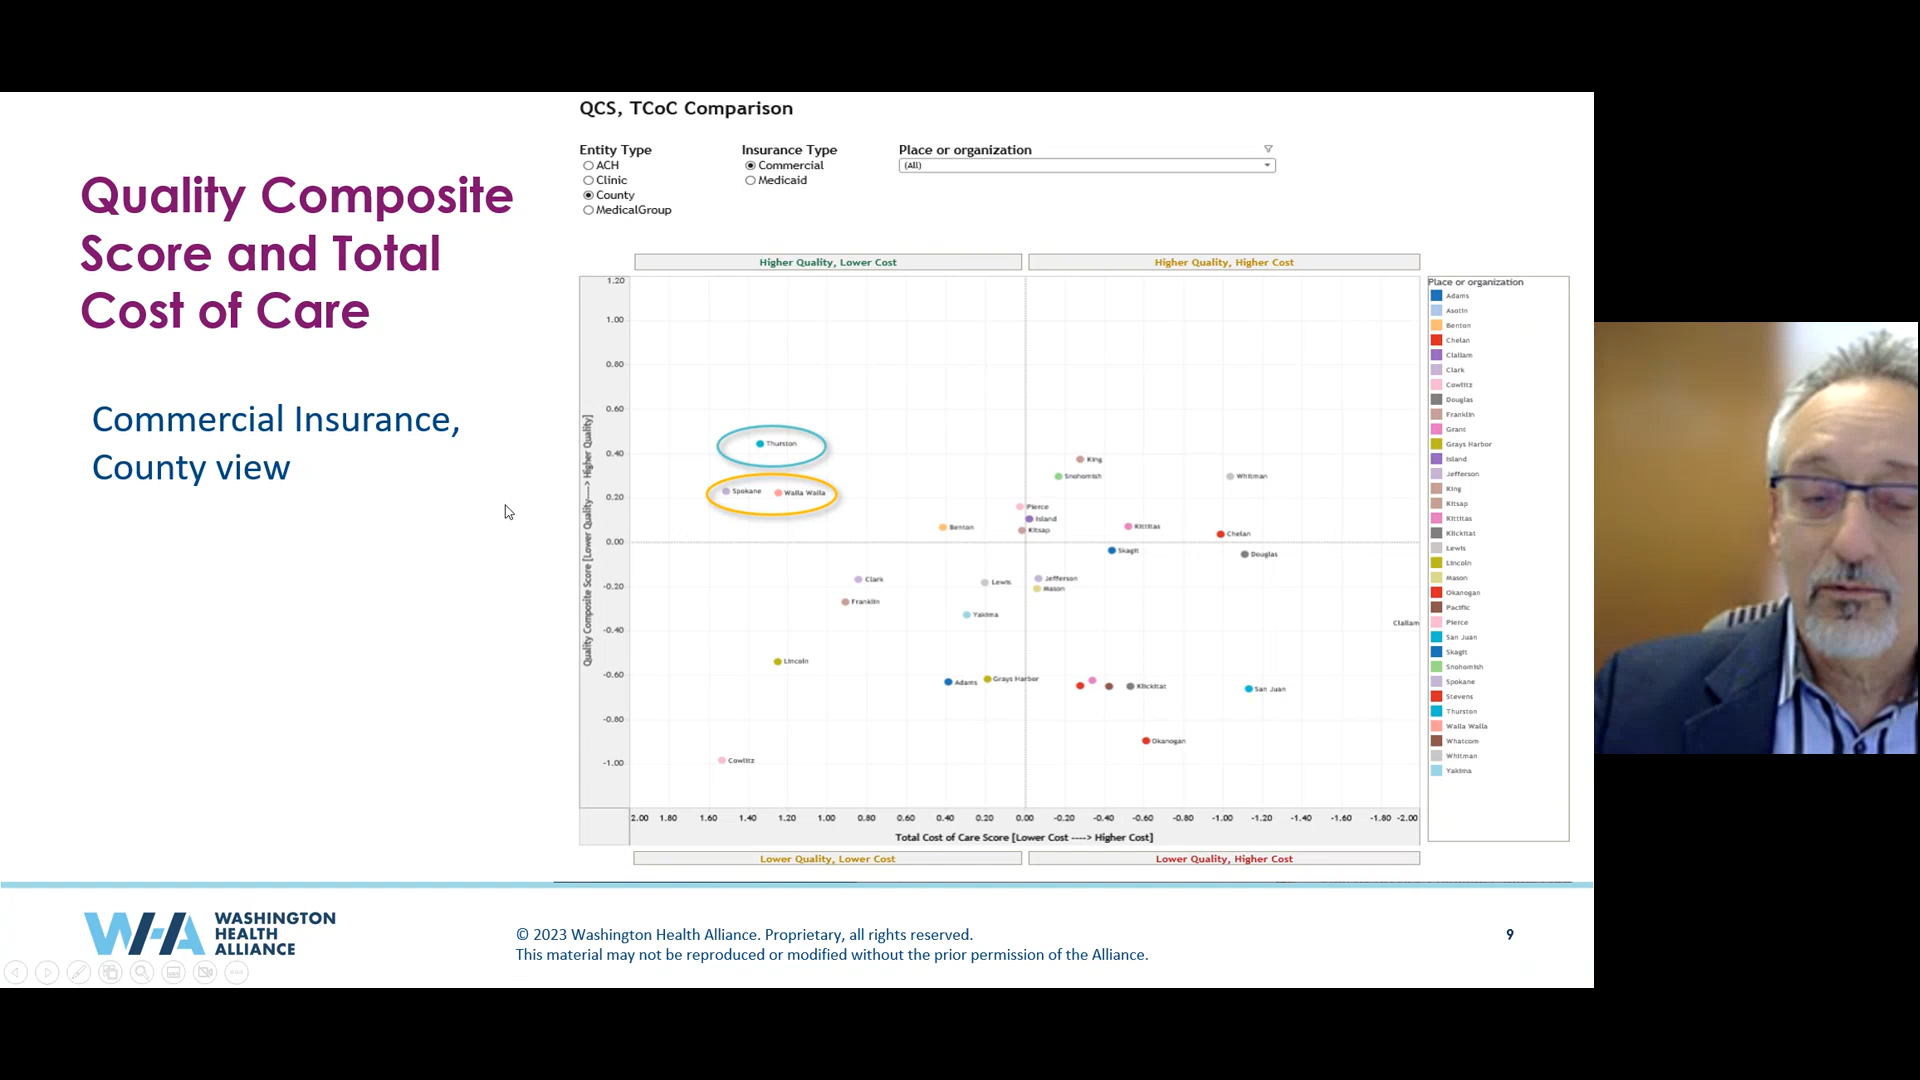 Quality Composite
Score and Total
Cost of Care
Commercial Insurance,
County view
QCS, TCoC Comparison
Entity Type
ACH
Clinic
County
MedicalGroup
Insurance Type
Commercial
Medicaid
Place or organization
(All)
Higher Quality, Lower Cost
Higher Quality, Higher Cost
Quality Composite Score [Lower Quality----> Higher Quality]
1.20
1.00
0.80
0.60
0.40
0.20
0.00
-0.20
-0.40
-0.60
-0.80
-1.00
Thurston
Spokane
Walla Walla
King
Snohomish
Whitman
Pierce
Island
Kitsap
Benton
Kittitas
Chelan
Skagit
Douglas
Clark
Lewis
Jefferson
Mason
Franklin
Yakima
Clallam
Lincoln
Adams
Grays Harbor
Klickitat
San Juan
Okanogan
Cowlitz
2.00 1.80 1.60 1.40 1.20 1.00 0.80 0.60 0.40 0.20 0.00 -0.20 -0.40 -0.60 -0.80 -1.00 -1.20 -1.40 -1.60 -1.80 -2.00
Total Cost of Care Score [Lower Cost ----> Higher Cost]
Lower Quality, Lower Cost
Lower Quality, Higher Cost
Place or organization
Adams
Asotin
Benton
Chelan
Clallam
Clark
Cowlitz
Douglas
Franklin
Grant
Grays Harbor
Island
Jefferson
King
Kitsap
Kittitas
Klickitat
Lewis
Lincoln
Mason
Okanogan
Pacific
Pierce
San Juan
Skagit
Snohomish
Spokane
Stevens
Thurston
Walla Walla
Whatcom
Whitman
Yakima
WHA
WASHINGTON
HEALTH
ALLIANCE
© 2023 Washington Health Alliance. Proprietary, all rights reserved.
This material may not be reproduced or modified without the prior permission of the Alliance.
9